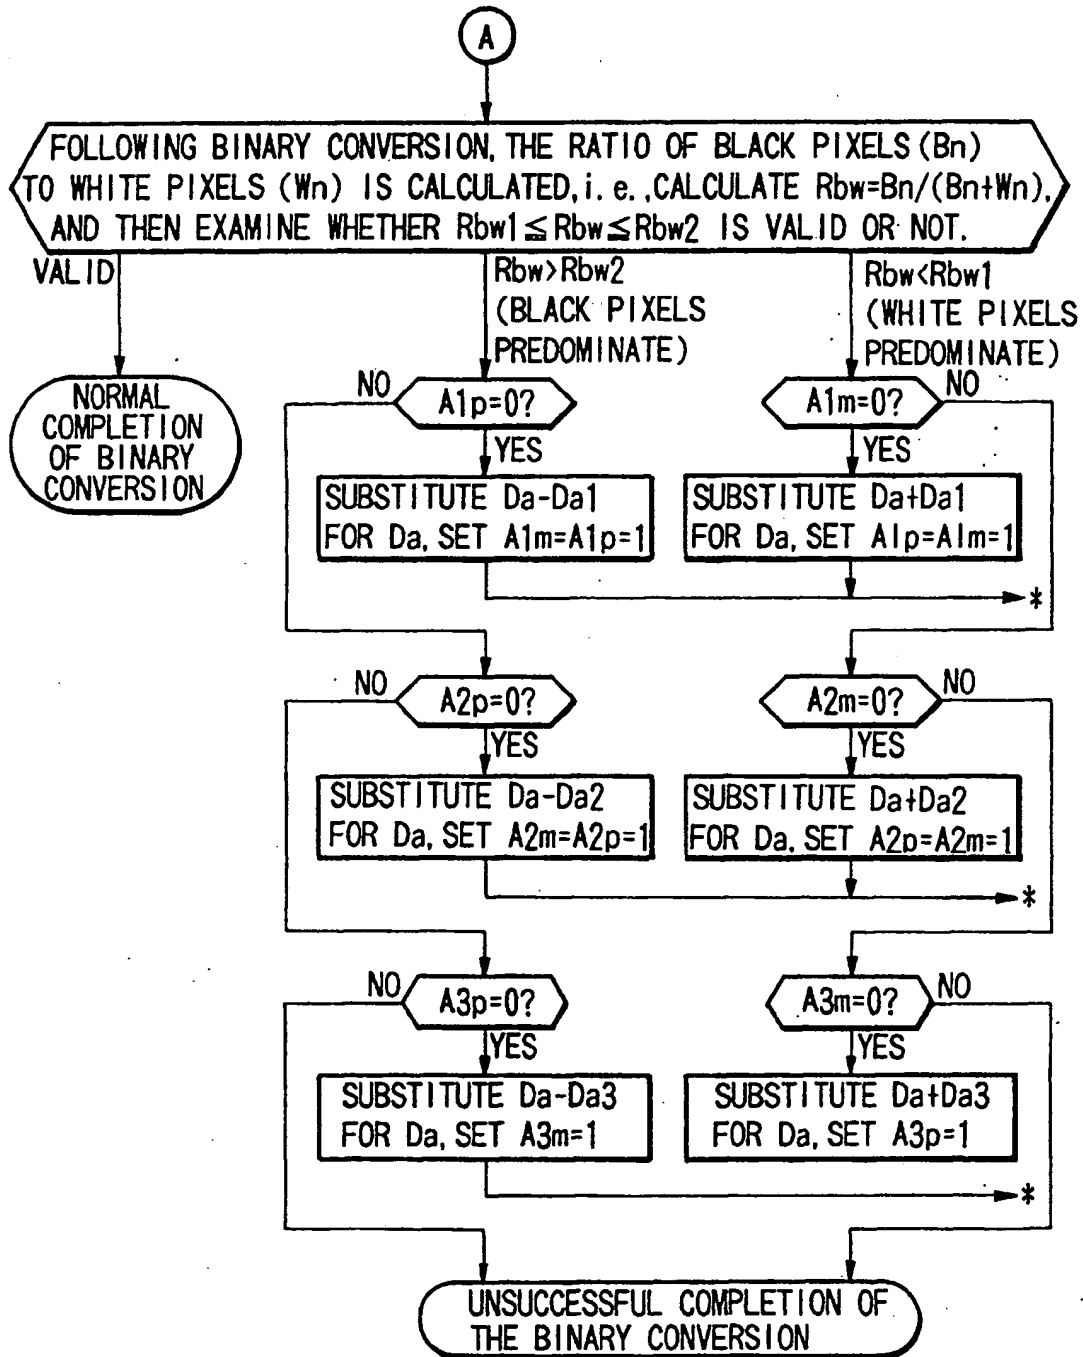 A
FOLLOWING BINARY CONVERSION, THE RATIO OF BLACK PIXELS (Bn)
TO WHITE PIXELS (Wn) IS CALCULATED, i. e., CALCULATE Rbw=Bn/(Bn+Wn),
AND THEN EXAMINE WHETHER Rbw1≦Rbw≦Rbw2 IS VALID OR NOT.
VALID
Rbw>Rbw2
(BLACK PIXELS
PREDOMINATE)
Rbw<Rbw1
(WHITE PIXELS
PREDOMINATE)
NORMAL
COMPLETION
OF BINARY
CONVERSION
NO
A1p=0?
YES
A1m=0?
NO
YES
SUBSTITUTE Da-Da1
FOR Da, SET A1m=A1p=1
SUBSTITUTE Da+Da1
FOR Da, SET A1p=A1m=1
*
NO
A2p=0?
YES
A2m=0?
NO
YES
SUBSTITUTE Da-Da2
FOR Da, SET A2m=A2p=1
SUBSTITUTE Da+Da2
FOR Da, SET A2p=A2m=1
*
NO
A3p=0?
YES
A3m=0?
NO
YES
SUBSTITUTE Da-Da3
FOR Da, SET A3m=1
SUBSTITUTE Da+Da3
FOR Da, SET A3p=1
*
UNSUCCESSFUL COMPLETION OF
THE BINARY CONVERSION